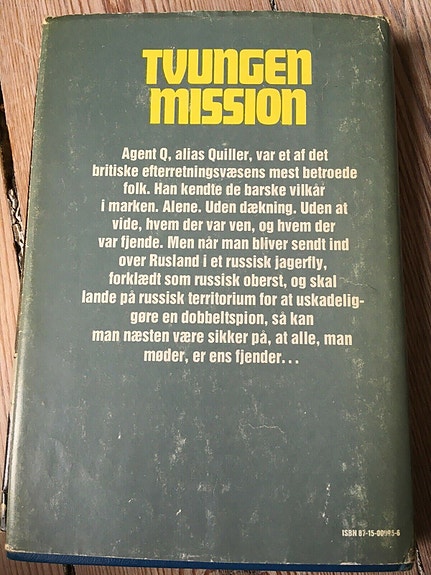 TVUNGEN
MISSION
Agent Q, alias Quiller, var et af det
britiske efterretningsvæsens mest betroede
folk. Han kendte de barske vilkår
i marken. Alene. Uden dækning. Uden at
vide, hvem der var ven, og hvem der
var fjende. Men når man bliver sendt ind
over Rusland i et russisk jagerfly,
forklædt som russisk oberst, og skal
lande på russisk territorium for at uskadelig-
gøre en dobbeltspion, så kan
man næsten være sikker på, at alle, man
møder, er ens fjender...
ISBN